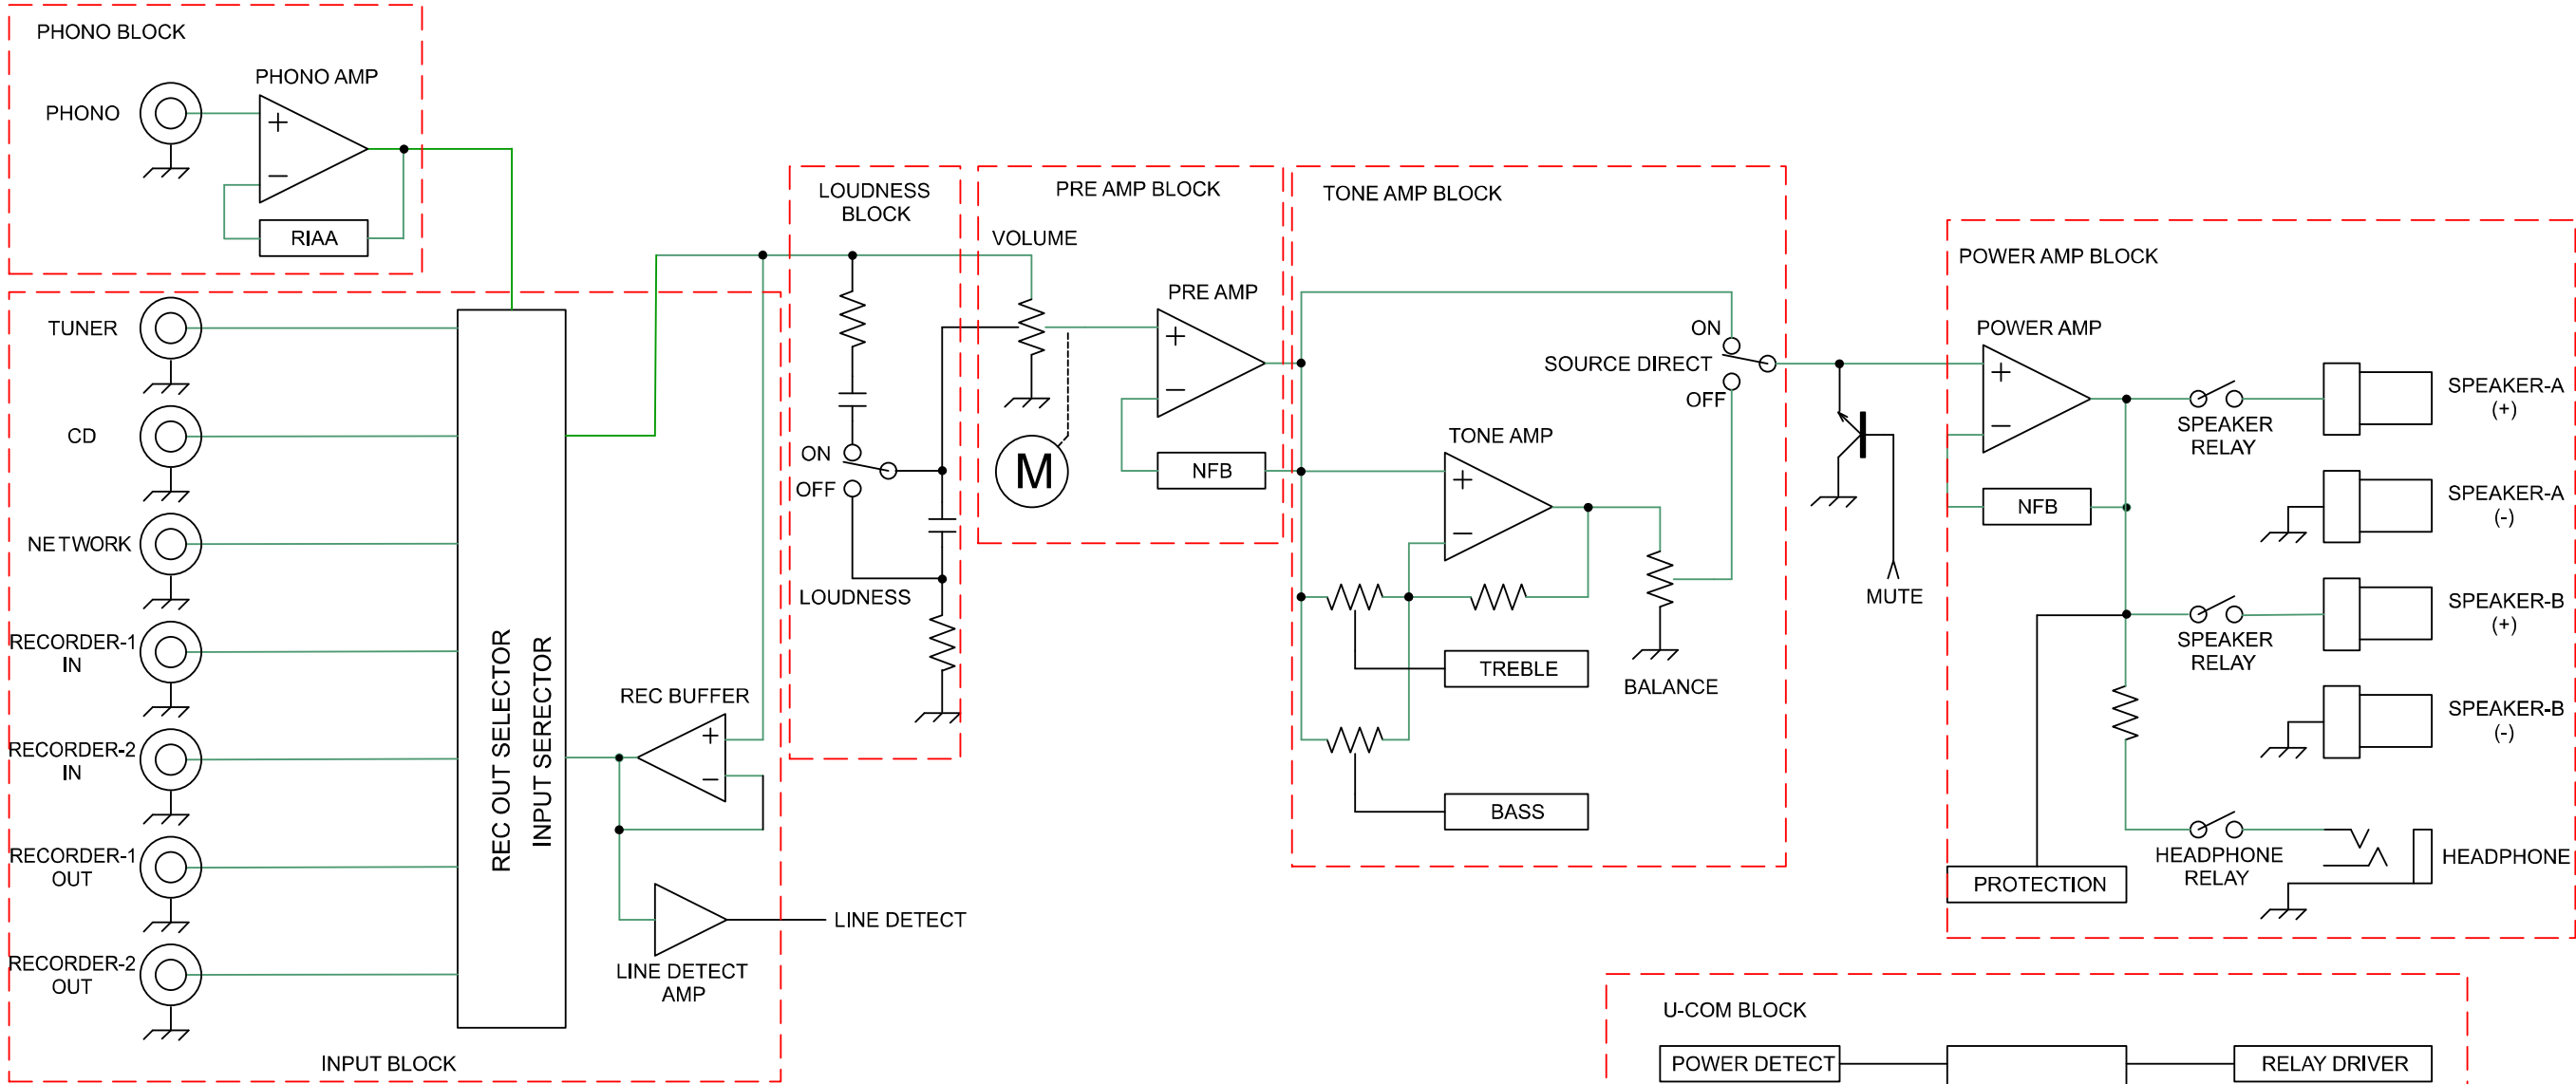 PHONO BLOCK
PHONO AMP
PHONO
+
−
RIAA
TUNER
CD
NETWORK
RECORDER-1
IN
RECORDER-2
IN
RECORDER-1
OUT
RECORDER-2
OUT
REC OUT SELECTOR
INPUT SERECTOR
REC BUFFER
+
−
LINE DETECT
LINE DETECT
AMP
INPUT BLOCK
LOUDNESS
BLOCK
ON
OFF
LOUDNESS
PRE AMP BLOCK
VOLUME
PRE AMP
+
−
M
NFB
TONE AMP BLOCK
ON
SOURCE DIRECT
OFF
TONE AMP
+
−
TREBLE
BALANCE
BASS
MUTE
POWER AMP BLOCK
POWER AMP
+
−
NFB
SPEAKER
RELAY
SPEAKER-A
(+)
SPEAKER-A
(-)
SPEAKER
RELAY
SPEAKER-B
(+)
SPEAKER-B
(-)
HEADPHONE
RELAY
HEADPHONE
PROTECTION
U-COM BLOCK
POWER DETECT
RELAY DRIVER